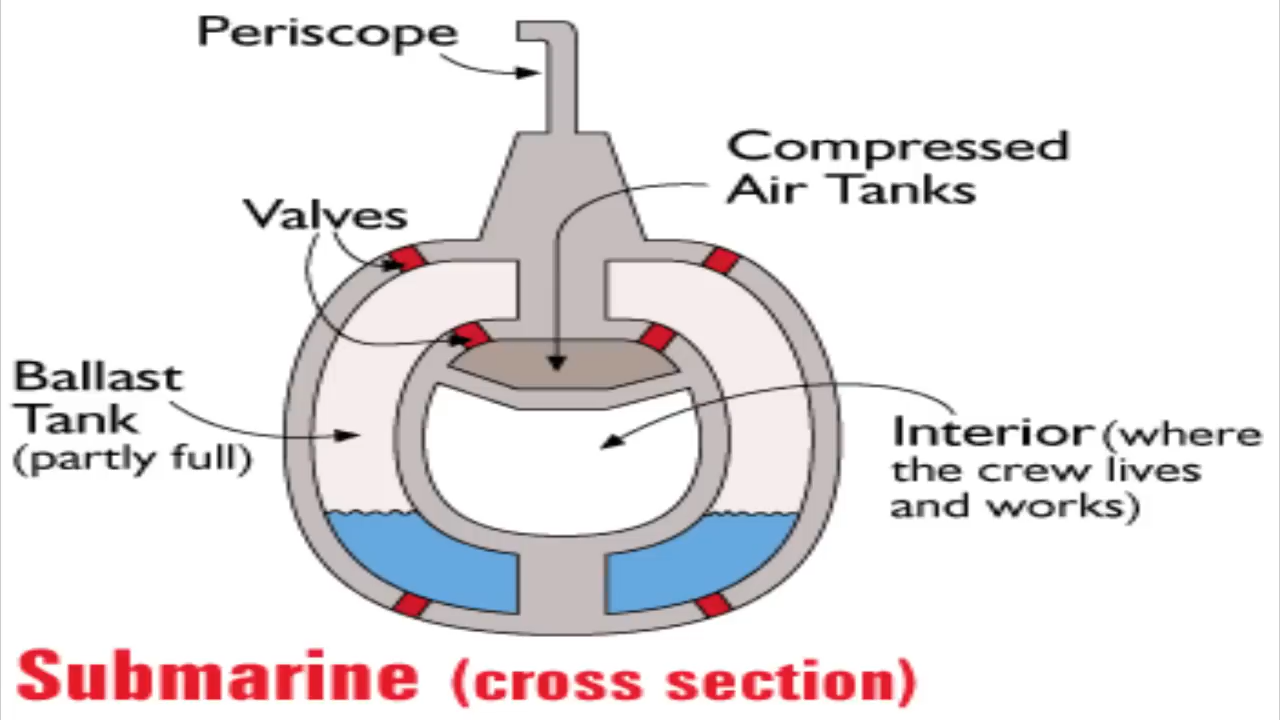 Periscope
Compressed
Air Tanks
Valves
Ballast
Tank
(partly full)
Interior (where
the crew lives
and works)
Submarine (cross section)